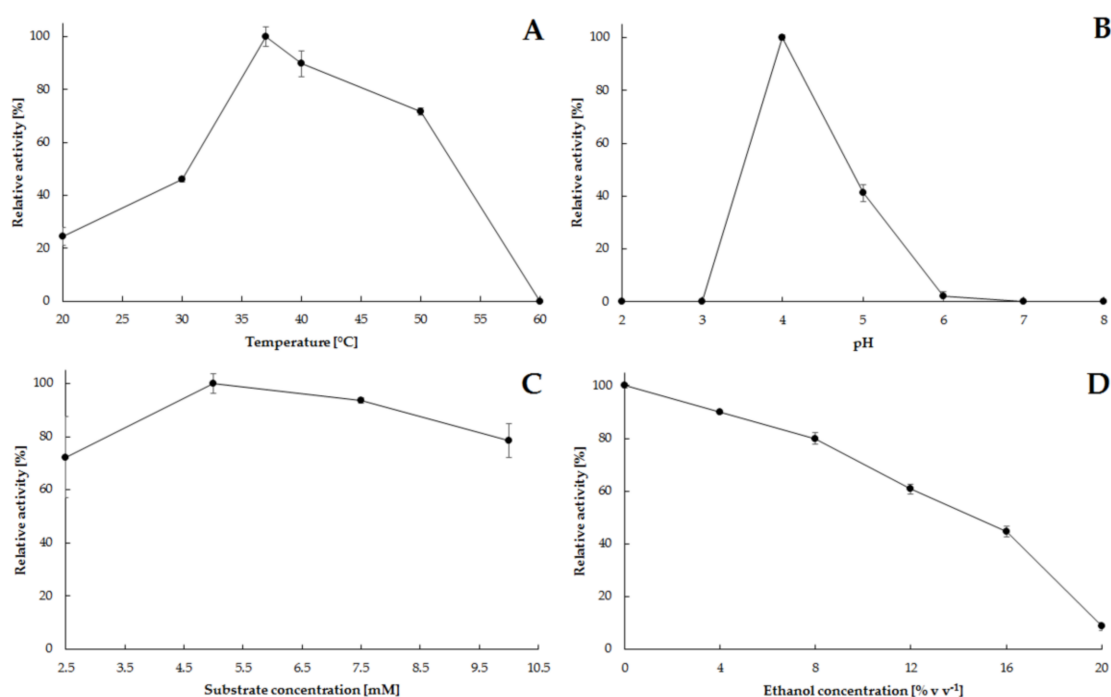 A
Relative activity [%]
100
80
60
40
20
0
20 25 30 35 40 45 50 55 60
Temperature [°C]
B
Relative activity [%]
100
80
60
40
20
0
2 3 4 5 6 7 8
pH
C
Relative activity [%]
100
80
60
40
20
0
2.5 3.5 4.5 5.5 6.5 7.5 8.5 9.5 10.5
Substrate concentration [mM]
D
Relative activity [%]
100
80
60
40
20
0
0 4 8 12 16 20
Ethanol concentration [% v v⁻¹]